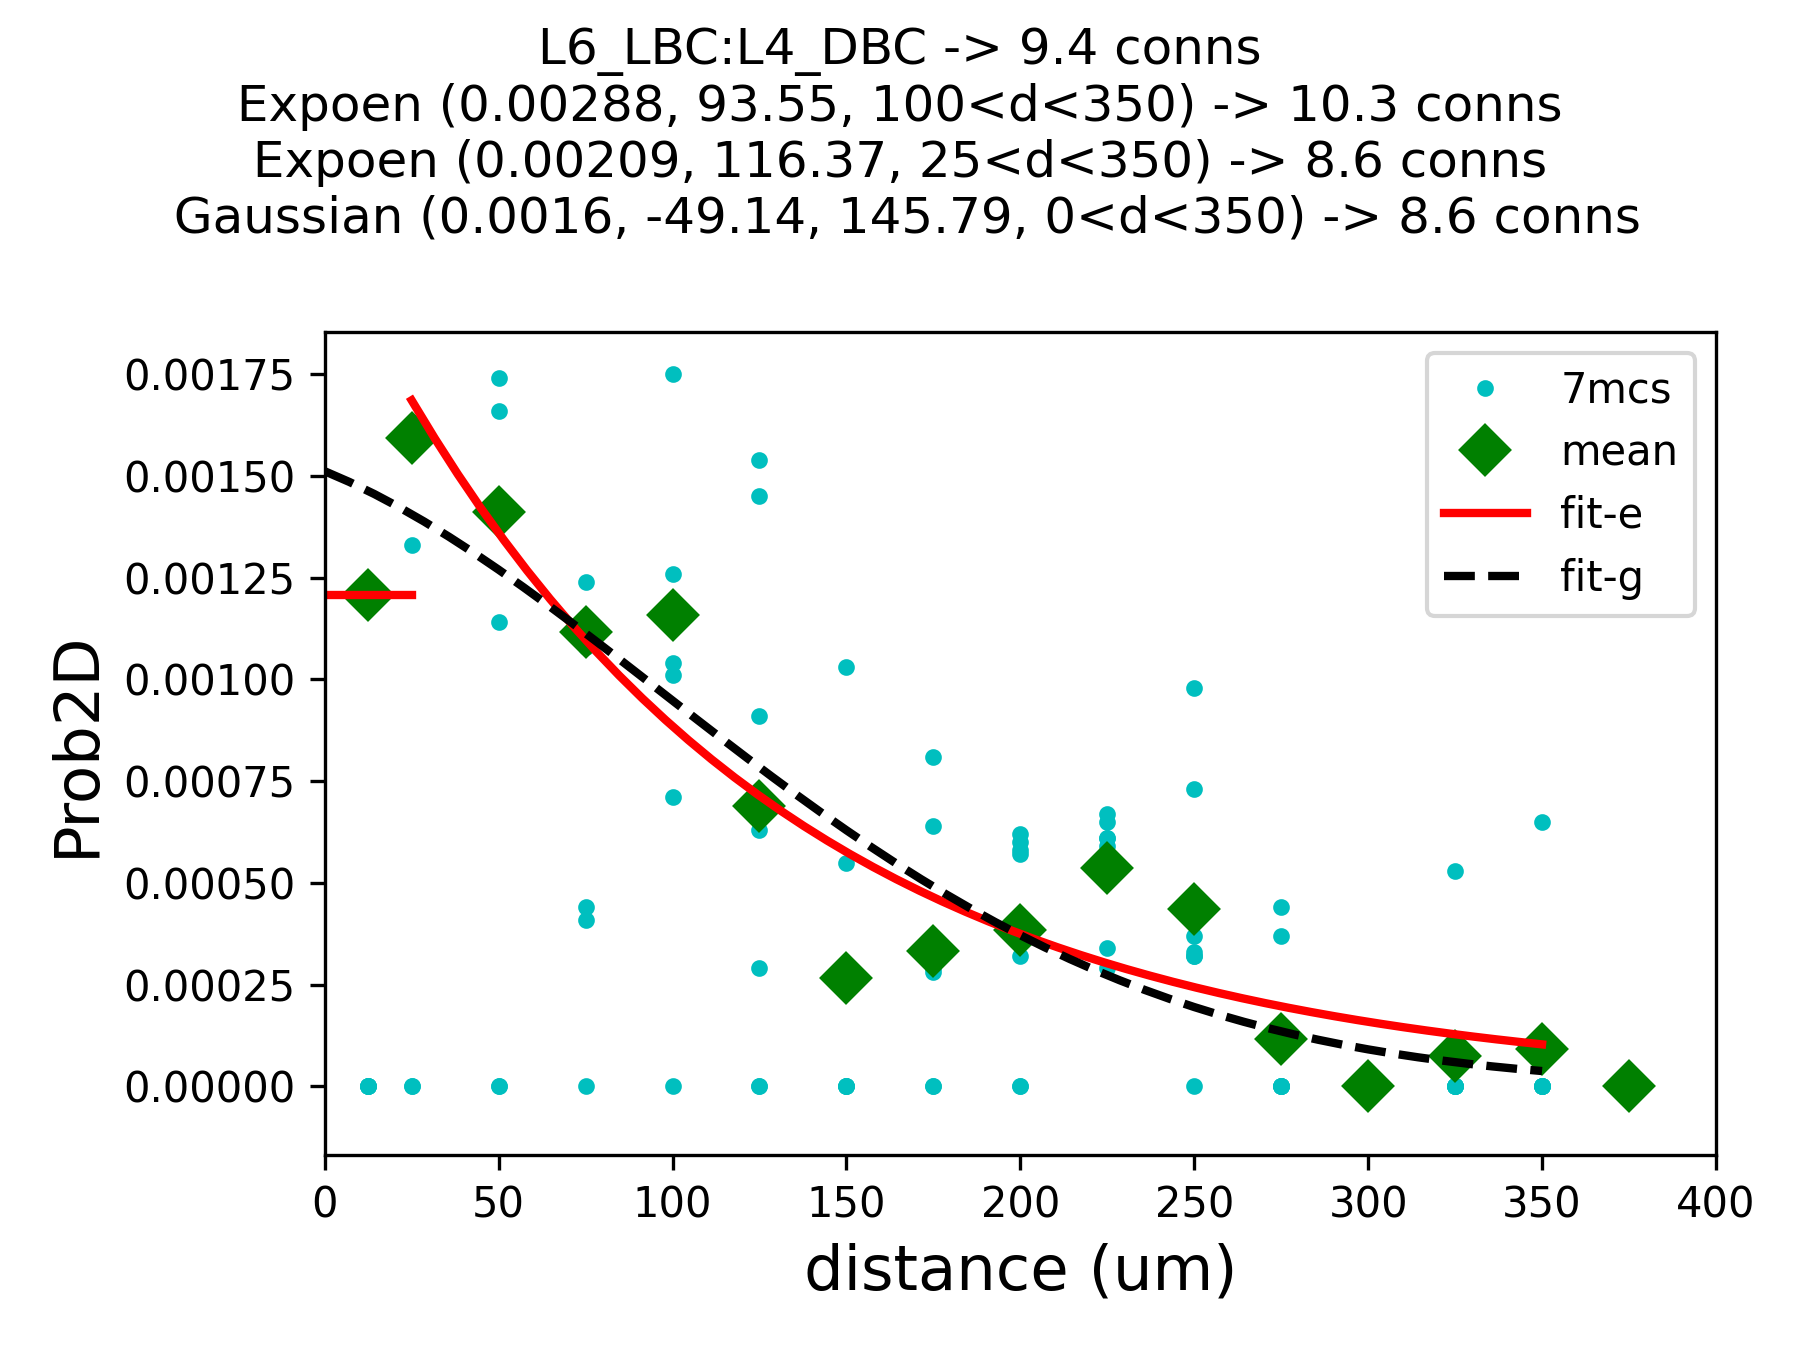 L6_LBC:L4_DBC -> 9.4 conns
Expoen (0.00288, 93.55, 100<d<350) -> 10.3 conns
Expoen (0.00209, 116.37, 25<d<350) -> 8.6 conns
Gaussian (0.0016, -49.14, 145.79, 0<d<350) -> 8.6 conns
7mcs
mean
fit-e
fit-g
Prob2D
0.00175
0.00150
0.00125
0.00100
0.00075
0.00050
0.00025
0.00000
0 50 100 150 200 250 300 350 400
distance (um)